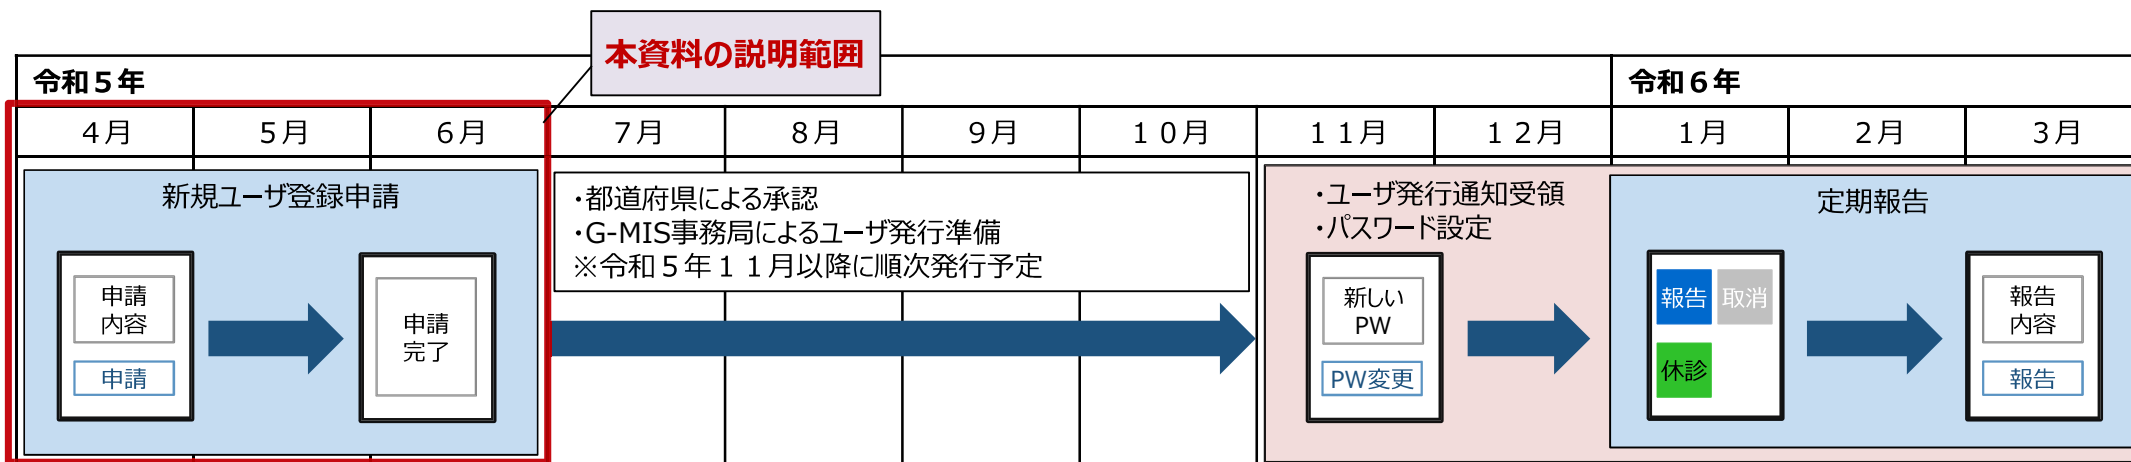 本資料の説明範囲
令和５年
令和６年
４月
５月
６月
７月
８月
９月
１０月
１１月
１２月
１月
２月
３月
新規ユーザ登録申請
申請
内容
申請
申請
完了
・都道府県による承認
・G-MIS事務局によるユーザ発行準備
※令和５年１１月以降に順次発行予定
・ユーザ発行通知受領
・パスワード設定
新しい
PW
PW変更
定期報告
報告
取消
休診
報告
内容
報告